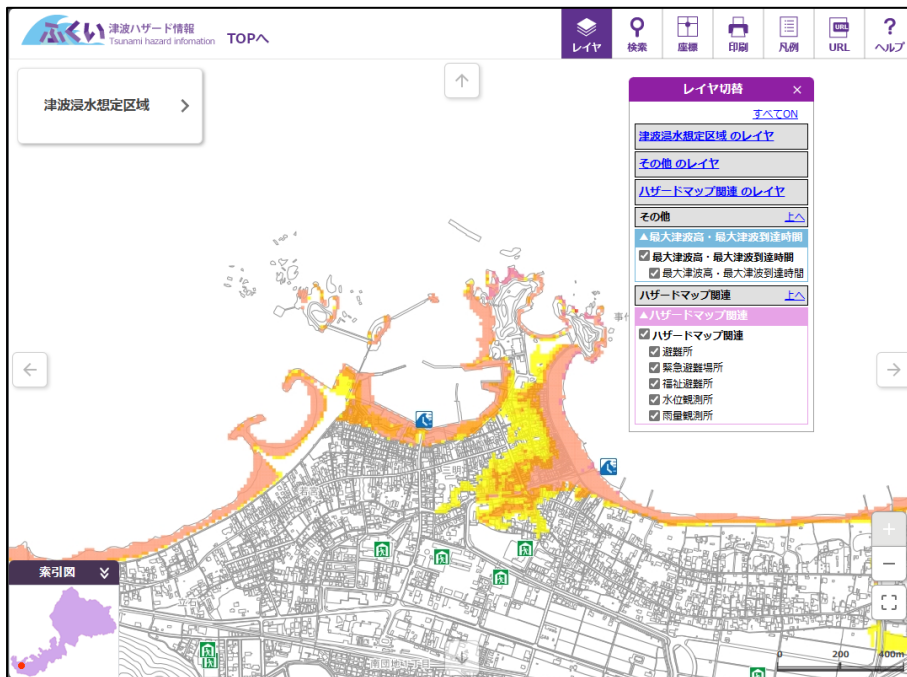 ふくい 津波ハザード情報
Tsunami hazard infomation
TOPへ
レイヤ
検索
座標
印刷
凡例
URL
URL
ヘルプ
津波浸水想定区域
レイヤ切替
×
すべてON
津波浸水想定区域 のレイヤ
その他 のレイヤ
ハザードマップ関連 のレイヤ
その他 上へ
▲最大津波高・最大津波到達時間
最大津波高・最大津波到達時間
最大津波高・最大津波到達時間
ハザードマップ関連 上へ
▲ハザードマップ関連
ハザードマップ関連
避難所
緊急避難場所
福祉避難所
水位観測所
雨量観測所
三明
索引図
0 200 400m